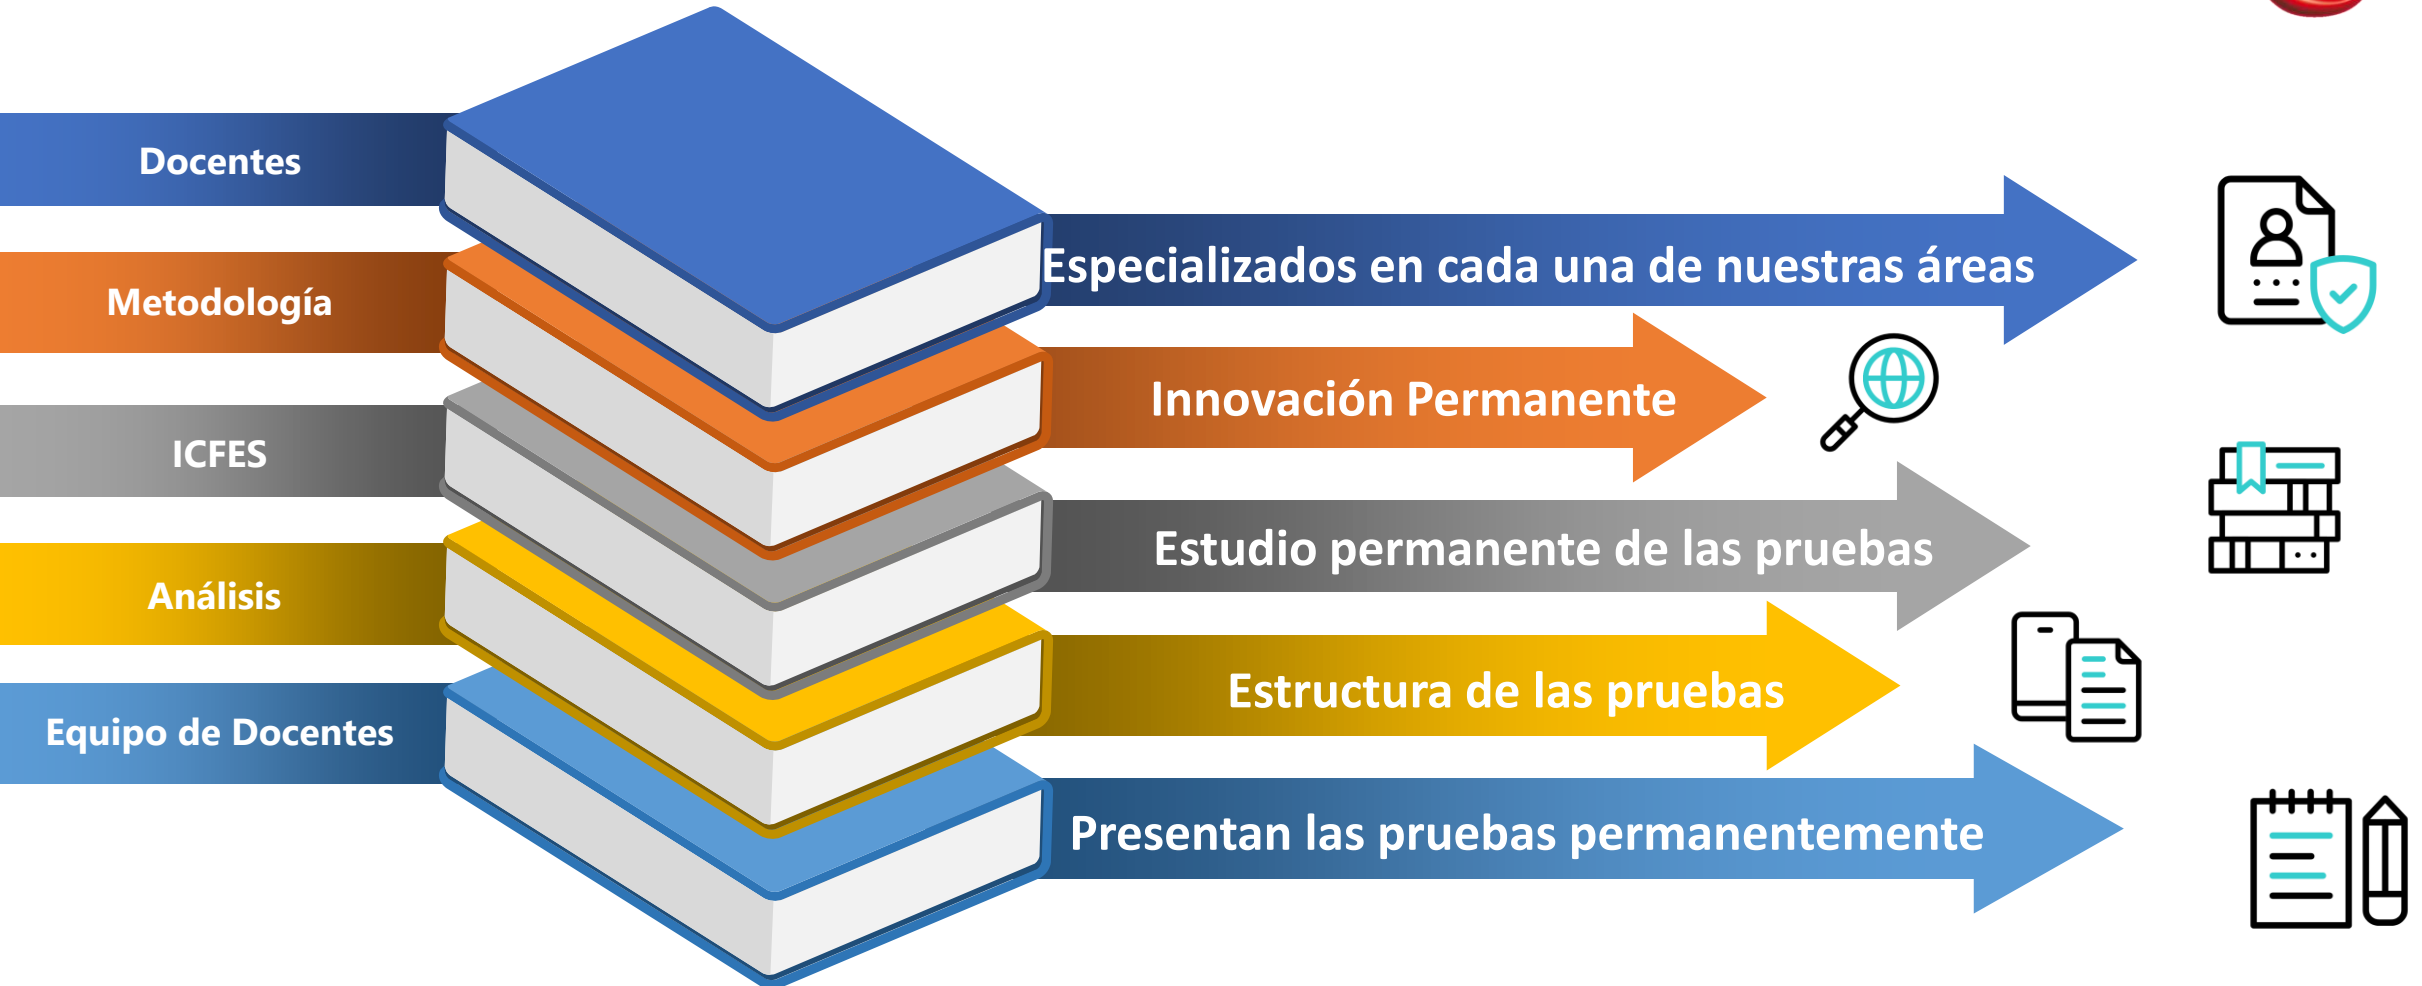 Docentes
Especializados en cada una de nuestras áreas
Metodología
Innovación Permanente
ICFES
Estudio permanente de las pruebas
Análisis
Estructura de las pruebas
Equipo de Docentes
Presentan las pruebas permanentemente